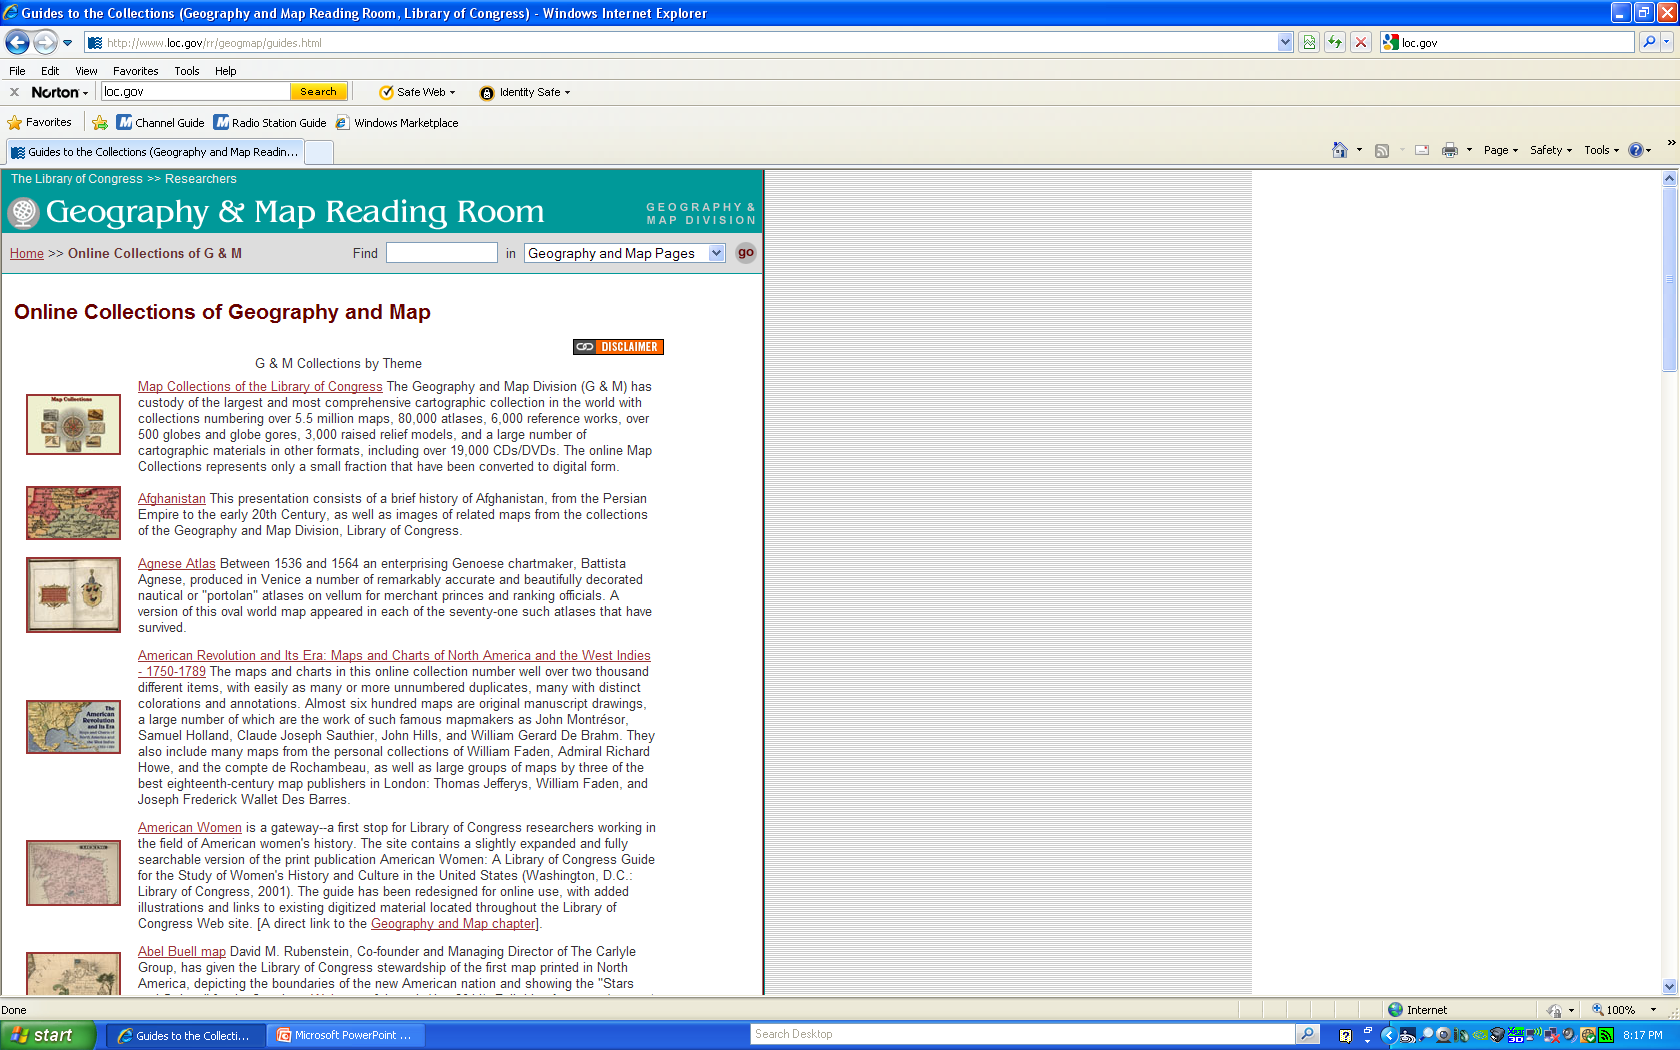 Guides to the Collections (Geography and Map Reading Room, Library of Congress) - Windows Internet Explorer
http://www.loc.gov/rr/geogmap/guides.html
loc.gov
File Edit View Favorites Tools Help
x Norton loc.gov Search Safe Web Identity Safe
Favorites Channel Guide Radio Station Guide Windows Marketplace
Guides to the Collections (Geography and Map Readin... Page Safety Tools
The Library of Congress >> Researchers
Geography & Map Reading Room
GEOGRAPHY &
MAP DIVISION
Home >> Online Collections of G & M Find in Geography and Map Pages go
Online Collections of Geography and Map
DISCLAIMER
G & M Collections by Theme
Map Collections
Map Collections of the Library of Congress The Geography and Map Division (G & M) has
custody of the largest and most comprehensive cartographic collection in the world with
collections numbering over 5.5 million maps, 80,000 atlases, 6,000 reference works, over
500 globes and globe gores, 3,000 raised relief models, and a large number of
cartographic materials in other formats, including over 19,000 CDs/DVDs. The online Map
Collections represents only a small fraction that have been converted to digital form.
Afghanistan This presentation consists of a brief history of Afghanistan, from the Persian
Empire to the early 20th Century, as well as images of related maps from the collections
of the Geography and Map Division, Library of Congress.
Agnese Atlas Between 1536 and 1564 an enterprising Genoese chartmaker, Battista
Agnese, produced in Venice a number of remarkably accurate and beautifully decorated
nautical or "portolan" atlases on vellum for merchant princes and ranking officials. A
version of this oval world map appeared in each of the seventy-one such atlases that have
survived.
The
American
Revolution
and Its Era
American Revolution and Its Era: Maps and Charts of North America and the West Indies
- 1750-1789 The maps and charts in this online collection number well over two thousand
different items, with easily as many or more unnumbered duplicates, many with distinct
colorations and annotations. Almost six hundred maps are original manuscript drawings,
a large number of which are the work of such famous mapmakers as John Montrésor,
Samuel Holland, Claude Joseph Sauthier, John Hills, and William Gerard De Brahm. They
also include many maps from the personal collections of William Faden, Admiral Richard
Howe, and the compte de Rochambeau, as well as large groups of maps by three of the
best eighteenth-century map publishers in London: Thomas Jefferys, William Faden, and
Joseph Frederick Wallet Des Barres.
American Women is a gateway--a first stop for Library of Congress researchers working in
the field of American women's history. The site contains a slightly expanded and fully
searchable version of the print publication American Women: A Library of Congress Guide
for the Study of Women's History and Culture in the United States (Washington, D.C.:
Library of Congress, 2001). The guide has been redesigned for online use, with added
illustrations and links to existing digitized material located throughout the Library of
Congress Web site. [A direct link to the Geography and Map chapter].
Abel Buell map David M. Rubenstein, Co-founder and Managing Director of The Carlyle
Group, has given the Library of Congress stewardship of the first map printed in North
America, depicting the boundaries of the new American nation and showing the "Stars
Done Internet 100%
start Guides to the Collecti... Microsoft PowerPoint ... Search Desktop 8:17 PM